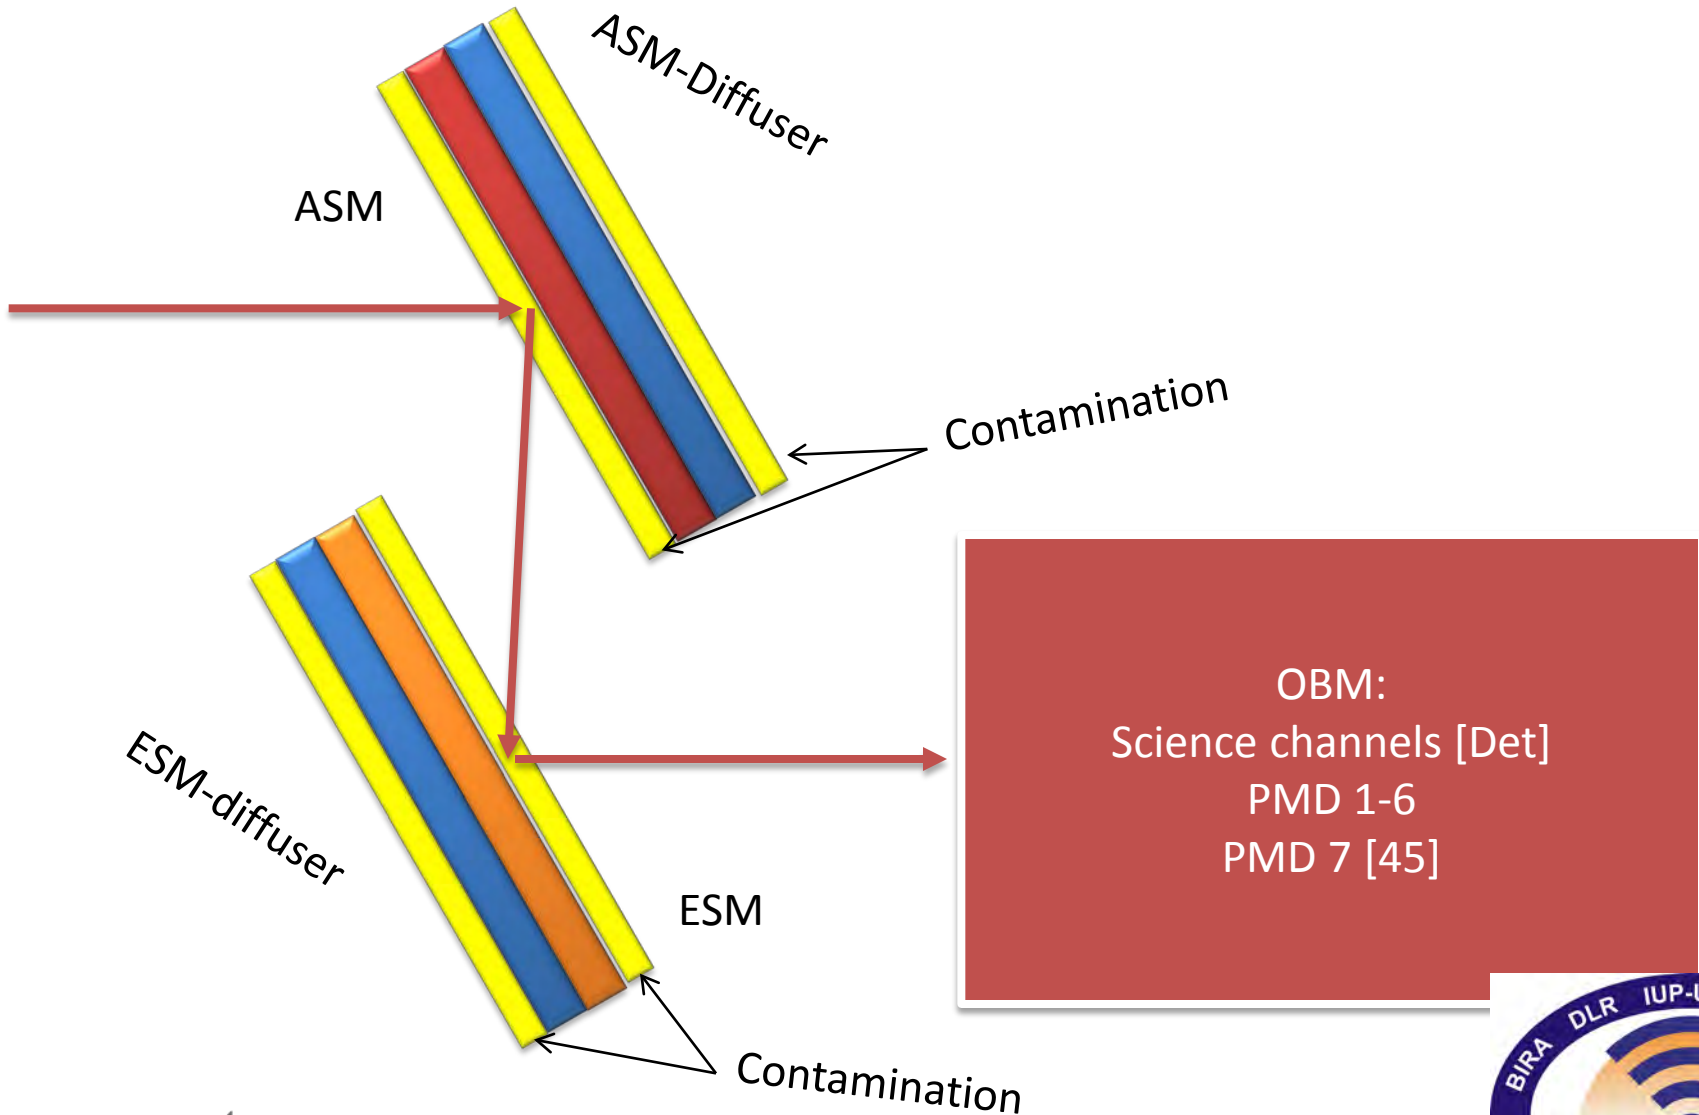 ASM-Diffuser
ASM
Contamination
ESM-diffuser
ESM
OBM:
Science channels [Det]
PMD 1-6
PMD 7 [45]
Contamination
BIRA DLR